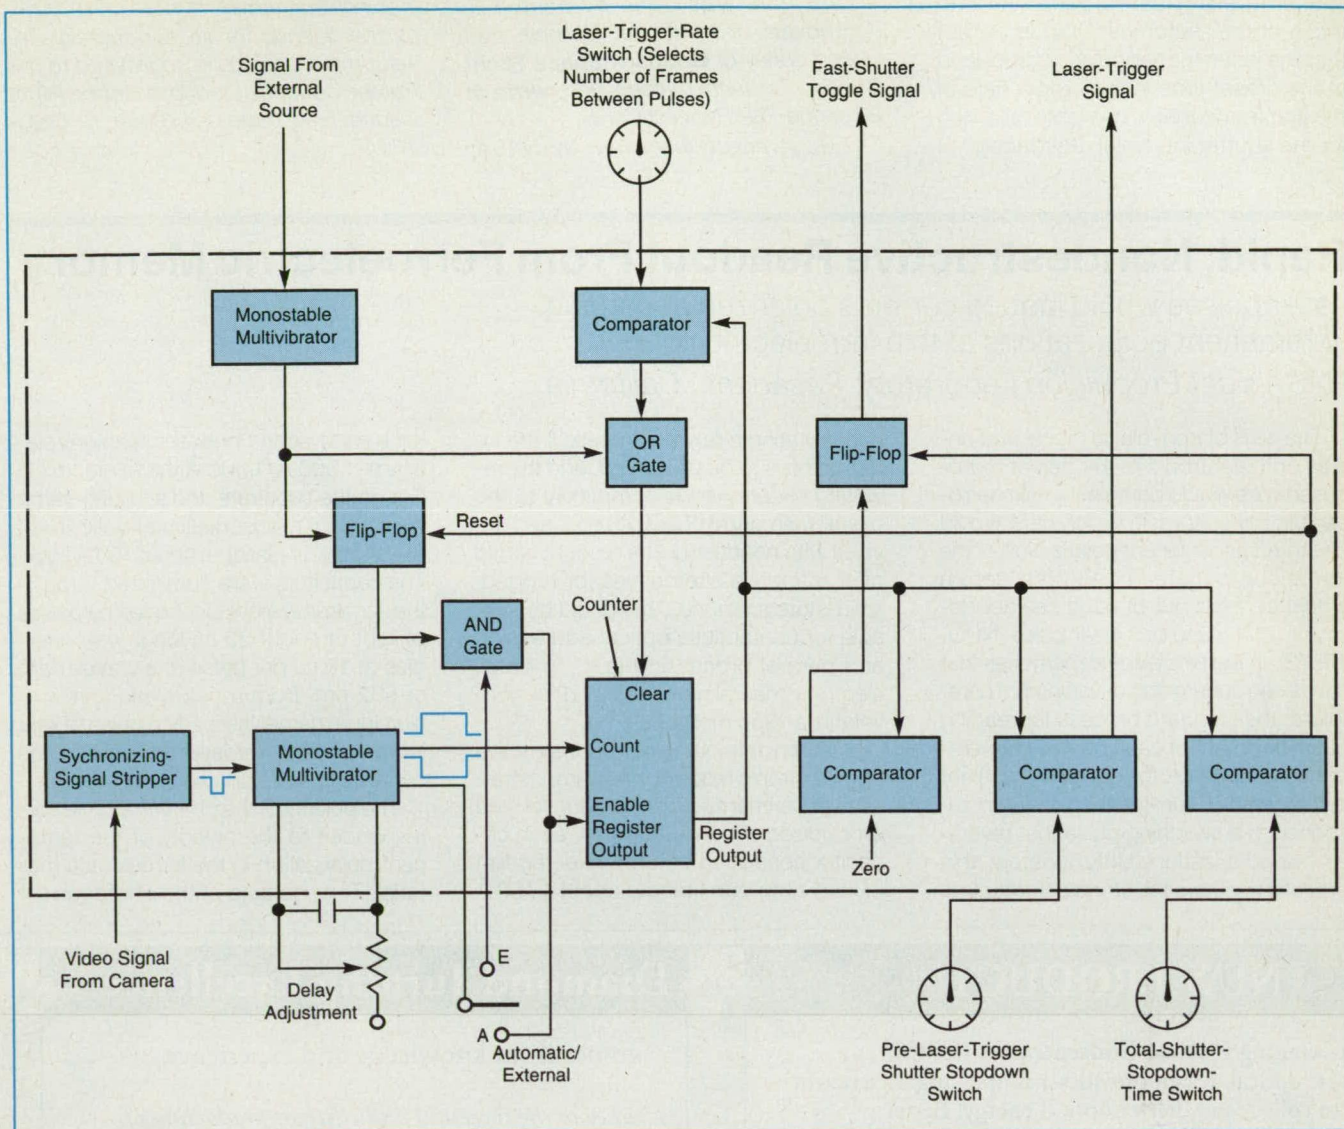 Signal From
External
Source
Laser-Trigger-Rate
Switch (Selects
Number of Frames
Between Pulses)
Fast-Shutter
Toggle Signal
Laser-Trigger
Signal
Monostable
Multivibrator
Comparator
OR
Gate
Flip-Flop
Flip-Flop
Reset
AND
Gate
Counter
Clear
Count
Enable
Register
Output
Sychronizing-
Signal Stripper
Monostable
Multivibrator
Register
Output
Comparator
Comparator
Comparator
Zero
Video Signal
From Camera
Delay
Adjustment
E
A
Automatic/
External
Pre-Laser-Trigger
Shutter Stopdown
Switch
Total-Shutter-
Stopdown-
Time Switch